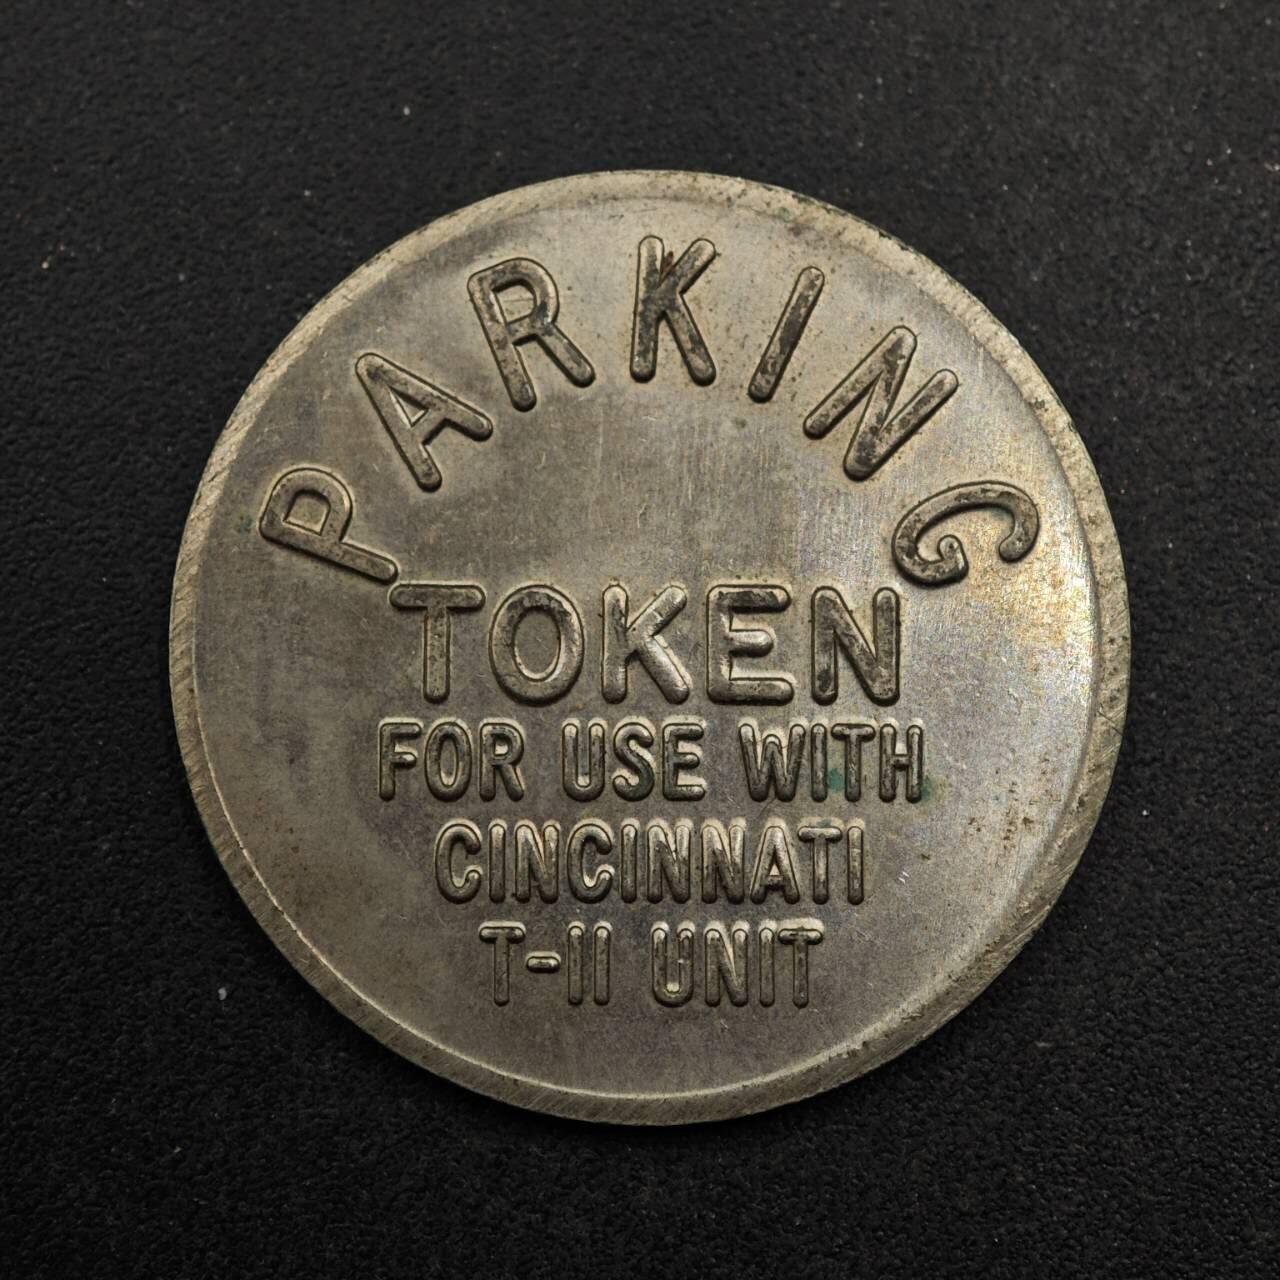 PARKING
TOKEN
FOR USE WITH
CINCINNATI
T-II UNIT